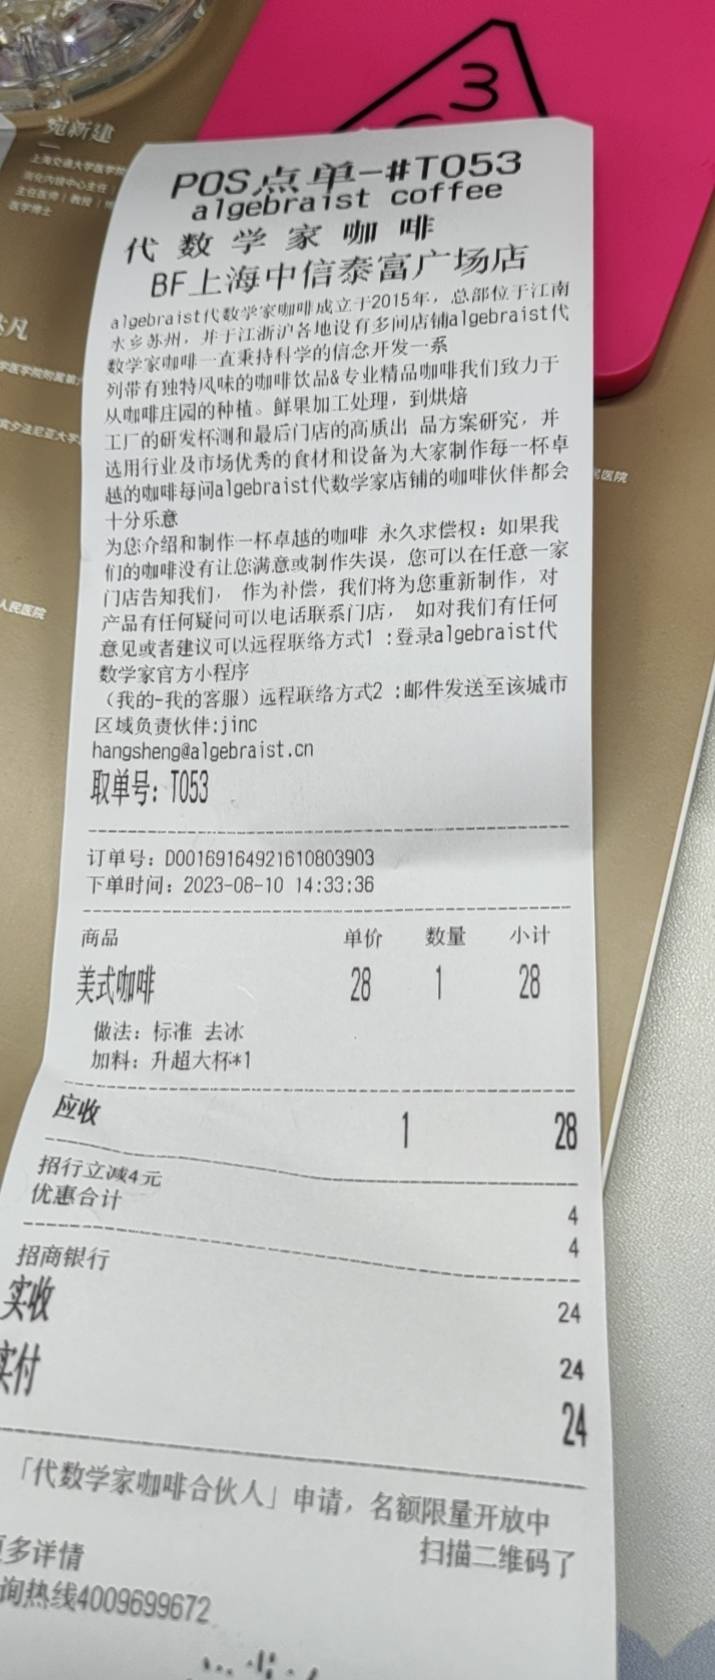 宛新建
上海交通大学医学院
人民医院
民医院
POS点单-#T053
algebraist coffee
代数学家咖啡
BF上海中信泰富广场店
algebraist代数学家咖啡成立于2015年，总部位于江南
水乡苏州，并于江浙沪各地设有多间店铺algebraist代
数学家咖啡一直秉持科学的信念开发一系
列带有独特风味的咖啡饮品&专业精品咖啡我们致力于
从咖啡庄园的种植。鲜果加工处理，到烘焙
工厂的研发杯测和最后门店的高质出 品方案研究，并
选用行业及市场优秀的食材和设备为大家制作每一杯卓
越的咖啡每间algebraist代数学家店铺的咖啡伙伴都会
十分乐意
为您介绍和制作一杯卓越的咖啡 永久求偿权：如果我
们的咖啡没有让您满意或制作失误，您可以在任意一家
门店告知我们， 作为补偿，我们将为您重新制作，对
产品有任何疑问可以电话联系门店， 如对我们有任何
意见或者建议可以远程联络方式1 :登录algebraist代
数学家官方小程序
（我的-我的客服）远程联络方式2 :邮件发送至该城市
区域负责伙伴:jinc
hangsheng@algebraist.cn
取单号: T053
订单号: D00169164921610803903
下单时间: 2023-08-10 14:33:36
商品 单价 数量 小计
美式咖啡 28 1 28
做法: 标准 去冰
加料: 升超大杯*1
应收 1 28
招行立减4元 4
优惠合计 4
招商银行 24
实收 24
实付 24
「代数学家咖啡合伙人」申请，名额限量开放中
扫描二维码了
更多详情
询热线4009699672